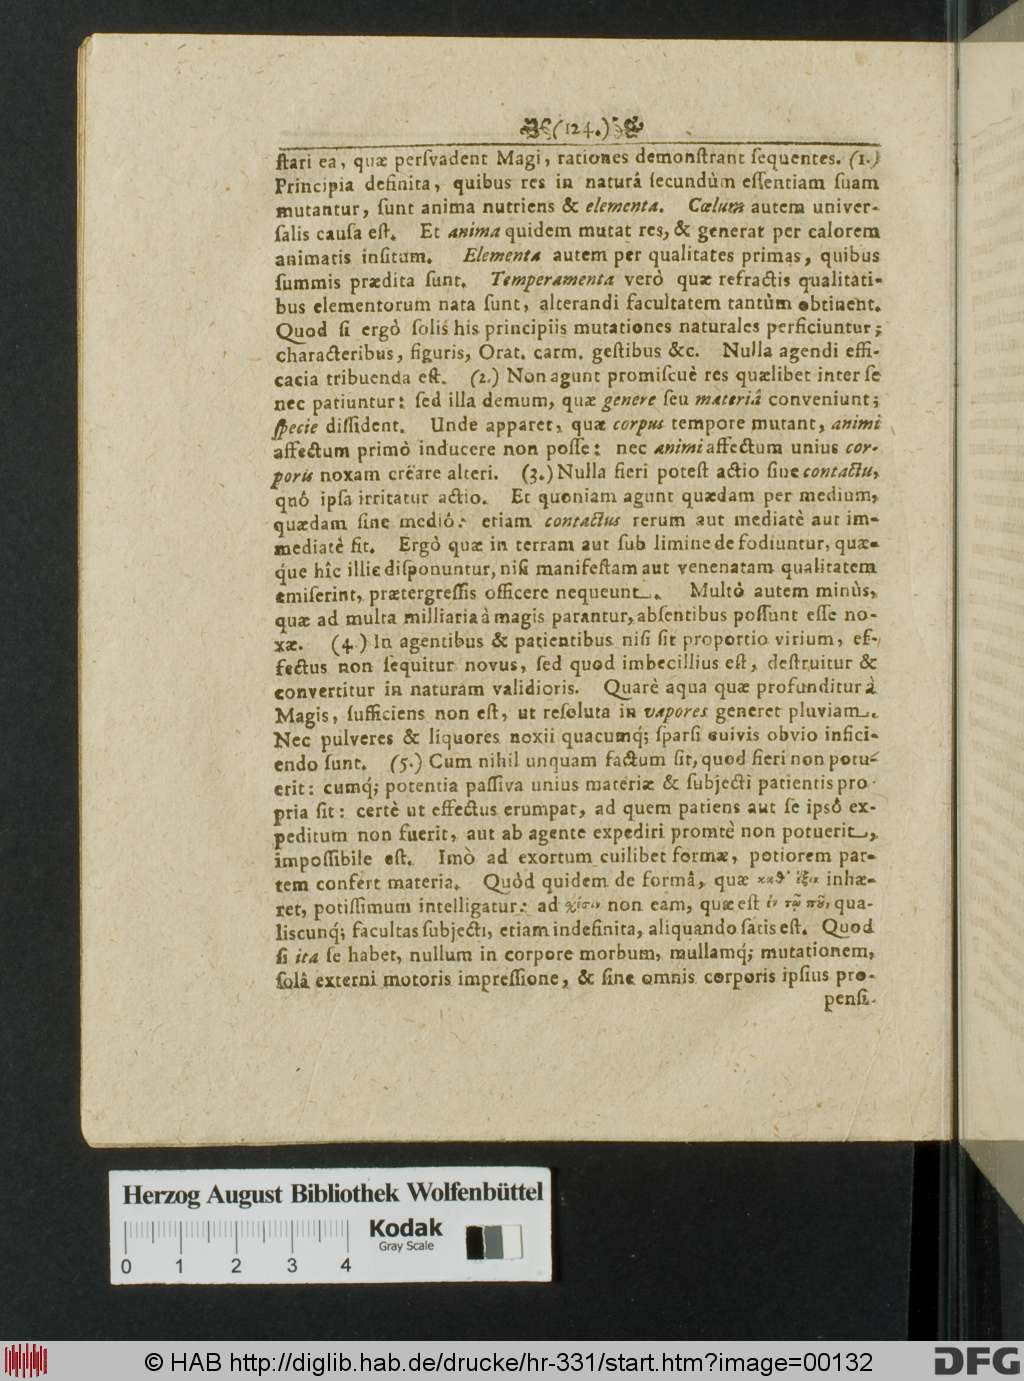 (124.)
ſtari ea, quæ perſvadent Magi, rationes demonſtrant ſequentes. (1.)
Principia definita, quibus res in naturâ ſecundùm eſſentiam ſuam
mutantur, ſunt anima nutriens & elementa. Cœlum autem univer-
ſalis cauſa eſt. Et anima quidem mutat res, & generat per calorem
animatis inſitum. Elementa autem per qualitates primas, quibus
ſummis prædita ſunt. Temperamenta verò quæ refractis qualitati-
bus elementorum nata ſunt, alterandi facultatem tantùm obtinent.
Quod ſi ergò ſolis his principiis mutationes naturales perficiuntur;
characteribus, figuris, Orat. carm. geſtibus &c. Nulla agendi effi-
cacia tribuenda eſt. (2.) Non agunt promiſcuè res quælibet inter ſe
nec patiuntur: ſed illa demum, quæ genere ſeu materiâ conveniunt;
ſpecie diſſident. Unde apparet, quæ corpus tempore mutant, animi
affectum primò inducere non poſſe: nec animi affectum unius cor-
poris noxam crëare alteri. (3.) Nulla fieri poteſt actio ſine contactu,
quô ipſa irritatur actio. Et quoniam agunt quædam per medium,
quædam ſine mediô: etiam contactus rerum aut mediatè aut im-
mediatè fit. Ergò quæ in terram aut ſub limine defodiuntur, quæ-
q́ue hîc illic diſponuntur, niſi manifeſtam aut venenatam qualitatem
emiſerint, prætergreſſis officere nequeunt. Multò autem minùs,
quæ ad multa milliaria à magis parantur, abſentibus poſſunt eſſe no-
xæ. (4.) In agentibus & patientibus niſi ſit proportio virium, ef-
fectus non ſequitur novus, ſed quod imbecillius eſt, deſtruitur &
convertitur in naturam validioris. Quarè aqua quæ profunditur à
Magis, ſufficiens non eſt, ut reſoluta in vapores generet pluviam.
Nec pulveres & liquores noxii quacumq́; ſparſi cuivis obvio infici-
endo ſunt. (5.) Cum nihil unquam factum ſit, quod fieri non potu-
erit: cumq́; potentia paſſiva unius materiæ & ſubjecti patientis pro-
pria ſit: certè ut effectus erumpat, ad quem patiens aut ſe ipsô ex-
peditum non fuerit, aut ab agente expediri promtè non potuerit,
impoſſibile eſt. Imò ad exortum cuilibet formæ, potiorem par-
tem confert materia. Quòd quidem de formâ, quæ καθ' ἕξιν inhæ-
ret, potiſſimum intelligatur: ad non eam, quæ eſt ἐν τῷ qua-
liscunq́; facultas ſubjecti, etiam indefinita, aliquando ſatis eſt. Quod
ſi ita ſe habet, nullum in corpore morbum, nullamq́; mutationem,
ſolâ externi motoris impreſſione, & ſine omnis corporis ipſius pro-
penſi-
Herzog August Bibliothek Wolfenbüttel
Kodak
Gray Scale
0 1 2 3 4
© HAB http://diglib.hab.de/drucke/hr-331/start.htm?image=00132
DFG